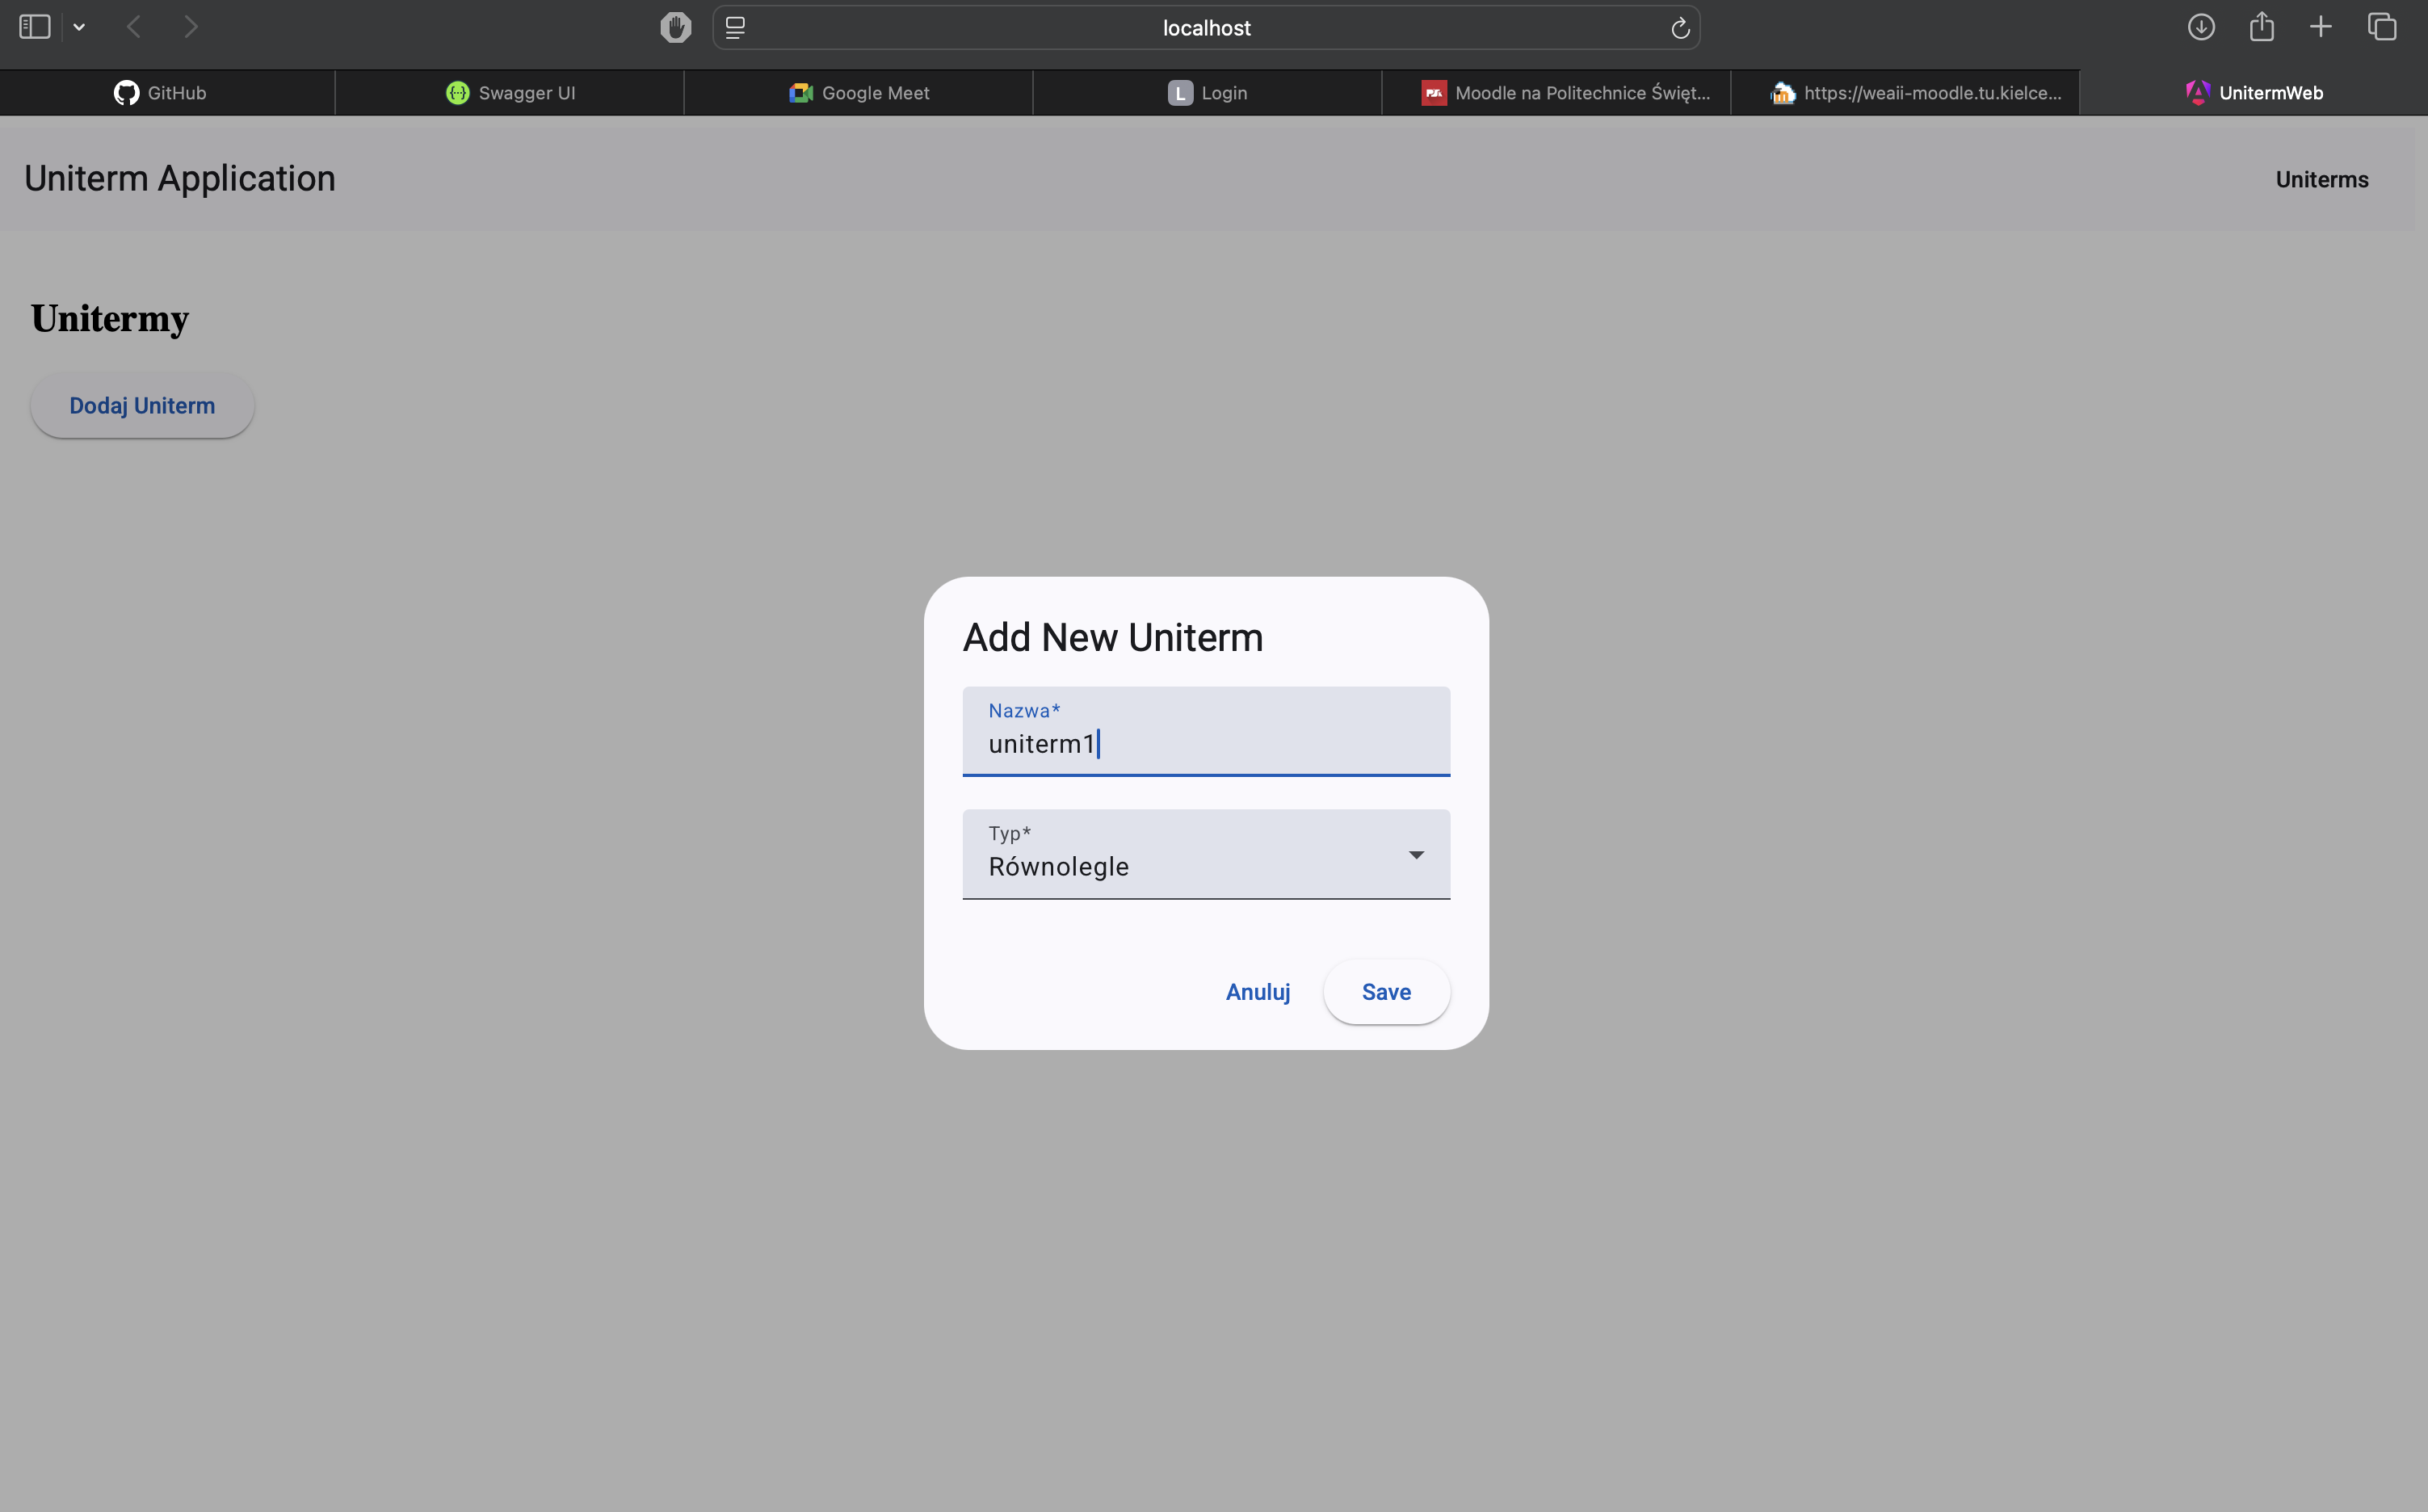 localhost
GitHub
Swagger UI
Google Meet
L Login
Moodle na Politechnice Święt...
https://weaii-moodle.tu.kielce...
UnitermWeb
Uniterm Application
Uniterms
Unitermy
Dodaj Uniterm
Add New Uniterm
Nazwa*
uniterm1
Typ*
Równolegle
Anuluj
Save